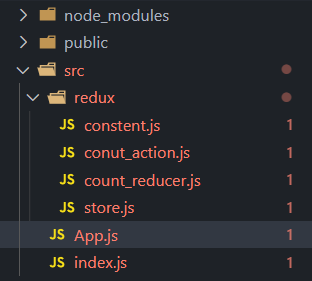 node_modules
public
src
redux
JS constent.js 1
JS conut_action.js 1
JS count_reducer.js 1
JS store.js 1
JS App.js 1
JS index.js 1